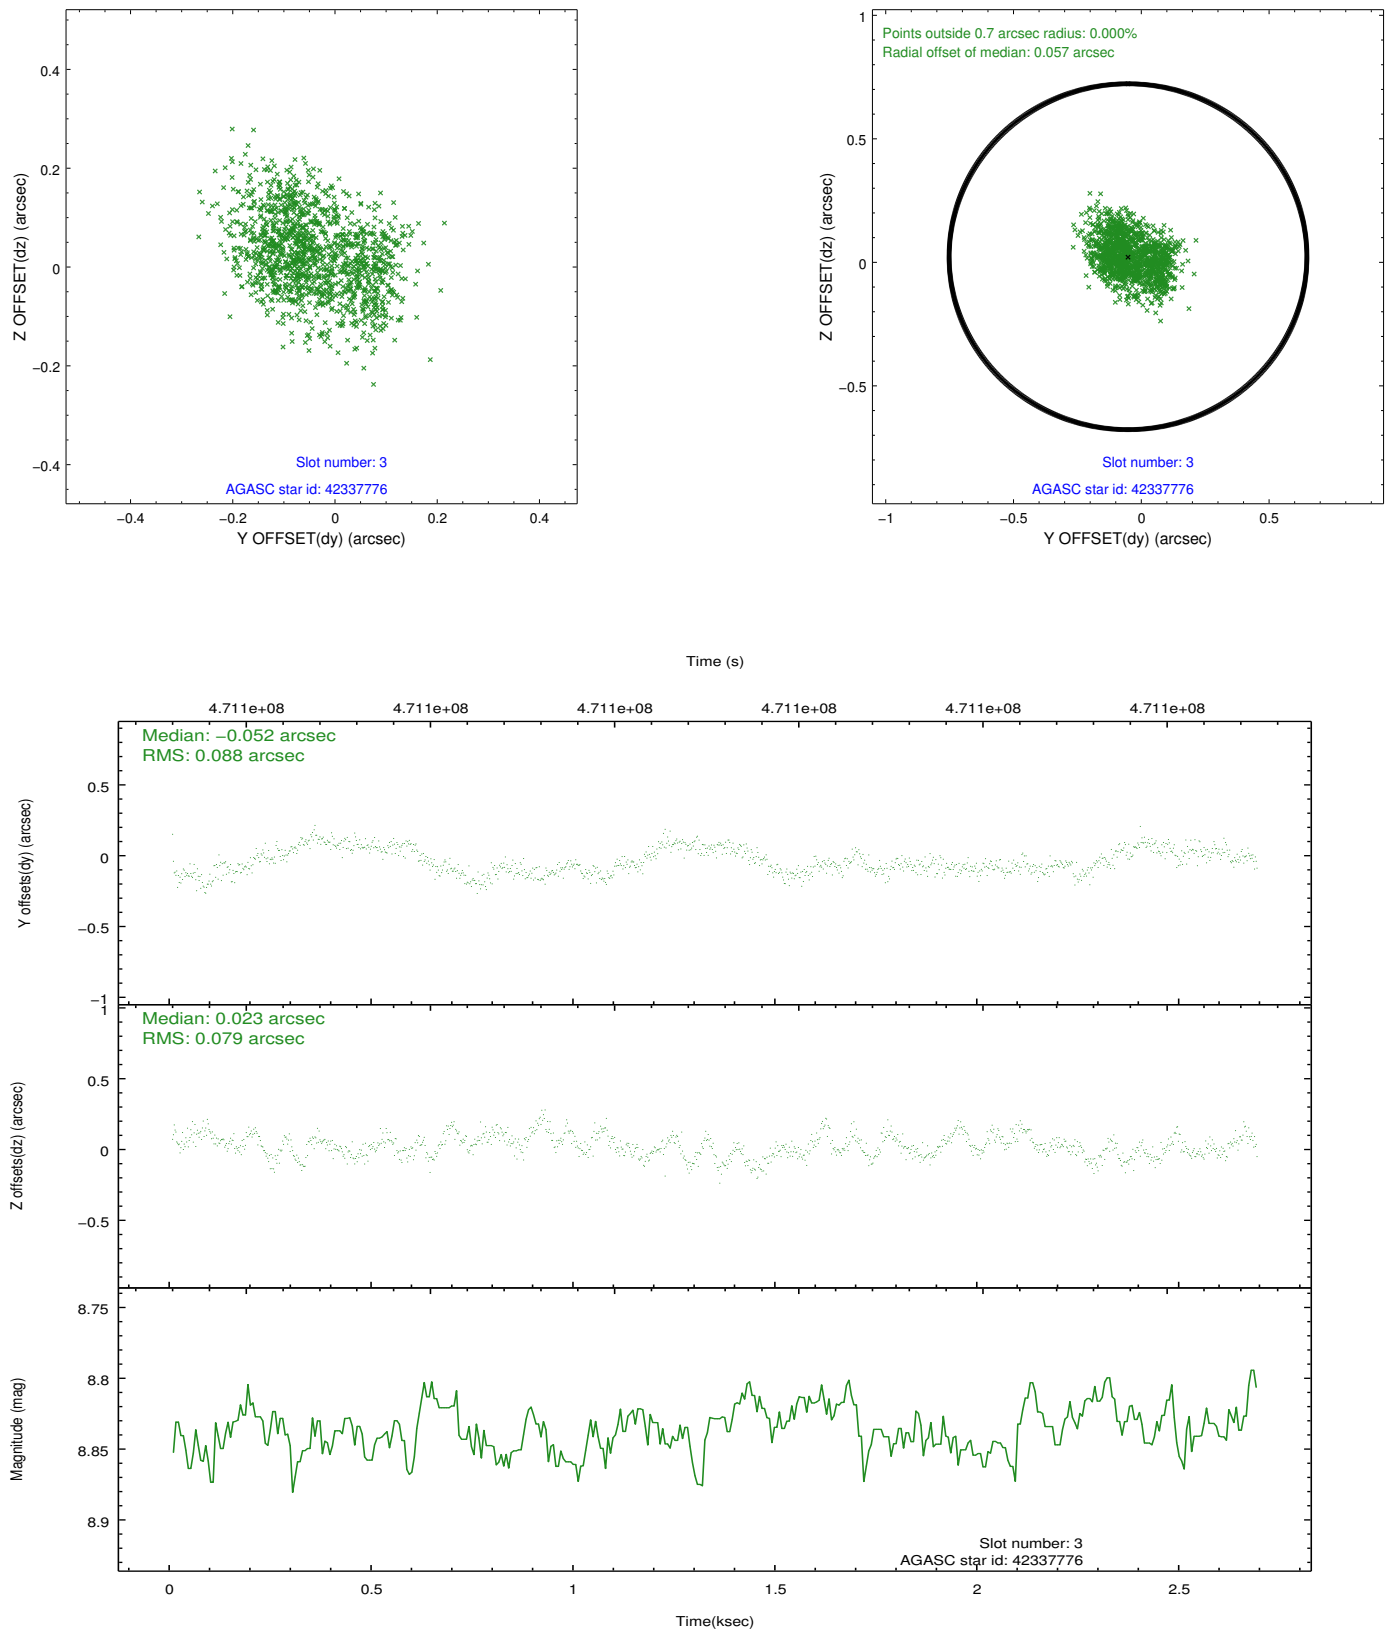 0.4
0.2
0
−0.2
−0.4
Z OFFSET(dz) (arcsec)
−0.4
−0.2
0
0.2
0.4
Y OFFSET(dy) (arcsec)
Slot number: 3
AGASC star id: 42337776
Points outside 0.7 arcsec radius: 0.000%
Radial offset of median: 0.057 arcsec
1
0.5
0
−0.5
Z OFFSET(dz) (arcsec)
Slot number: 3
AGASC star id: 42337776
−1
−0.5
0
0.5
Y OFFSET(dy) (arcsec)
Time (s)
4.711e+08
4.711e+08
4.711e+08
4.711e+08
4.711e+08
4.711e+08
Median: −0.052 arcsec
RMS: 0.088 arcsec
0.5
0
−0.5
−1
Y offsets(dy) (arcsec)
Median: 0.023 arcsec
RMS: 0.079 arcsec
1
0.5
0
−0.5
Z offsets(dz) (arcsec)
8.75
8.8
8.85
8.9
Magnitude (mag)
Slot number: 3
AGASC star id: 42337776
0
0.5
1
1.5
2
2.5
Time(ksec)